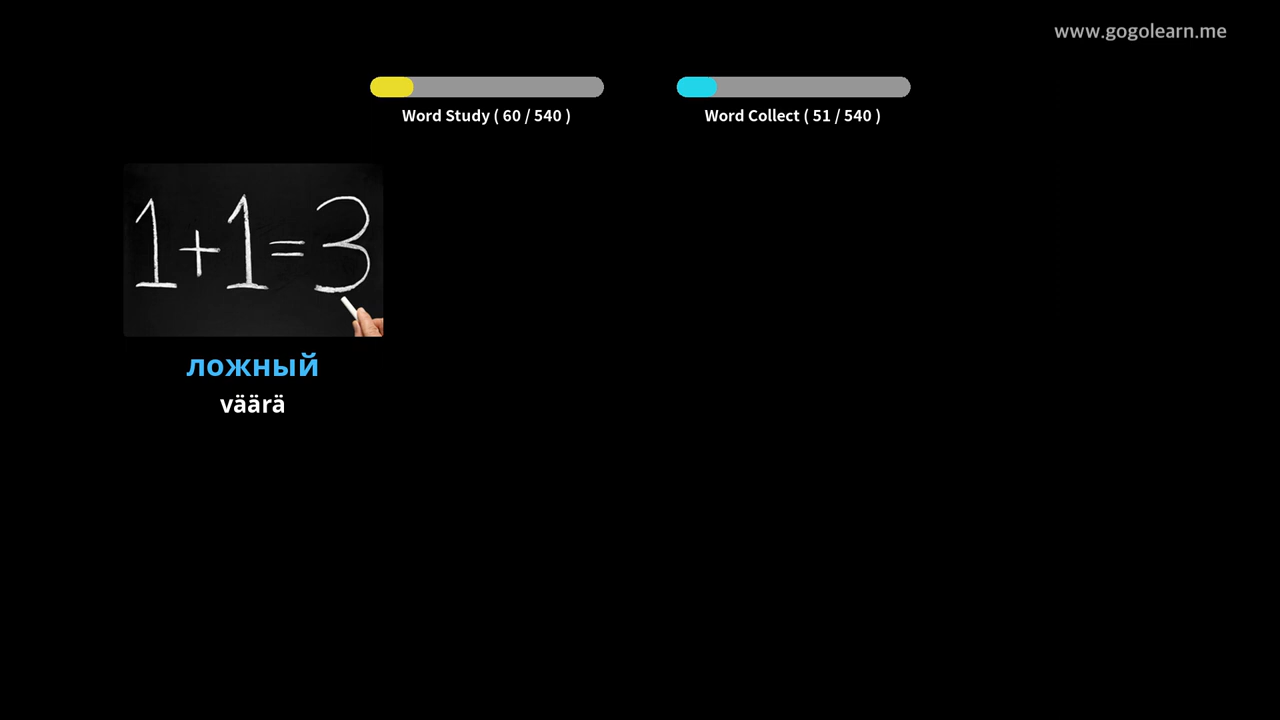 www.gogolearn.me
Word Study ( 60 / 540 )
Word Collect ( 51 / 540 )
1+1=3
ложный
väärä